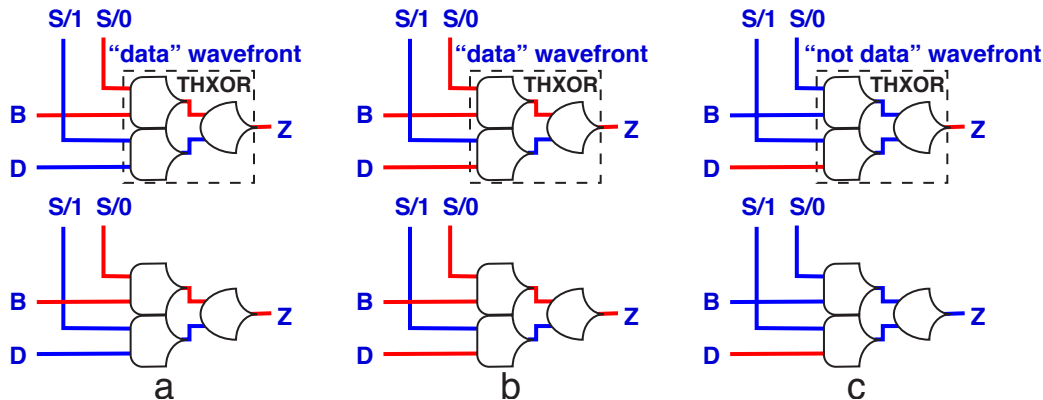 S/1 S/0 S/1 S/0 S/1 S/0
“data” wavefront “data” wavefront “not data” wavefront
THXOR THXOR THXOR
B B B
Z Z Z
D D D
S/1 S/0 S/1 S/0 S/1 S/0
B B B
Z Z Z
D D D
a b c